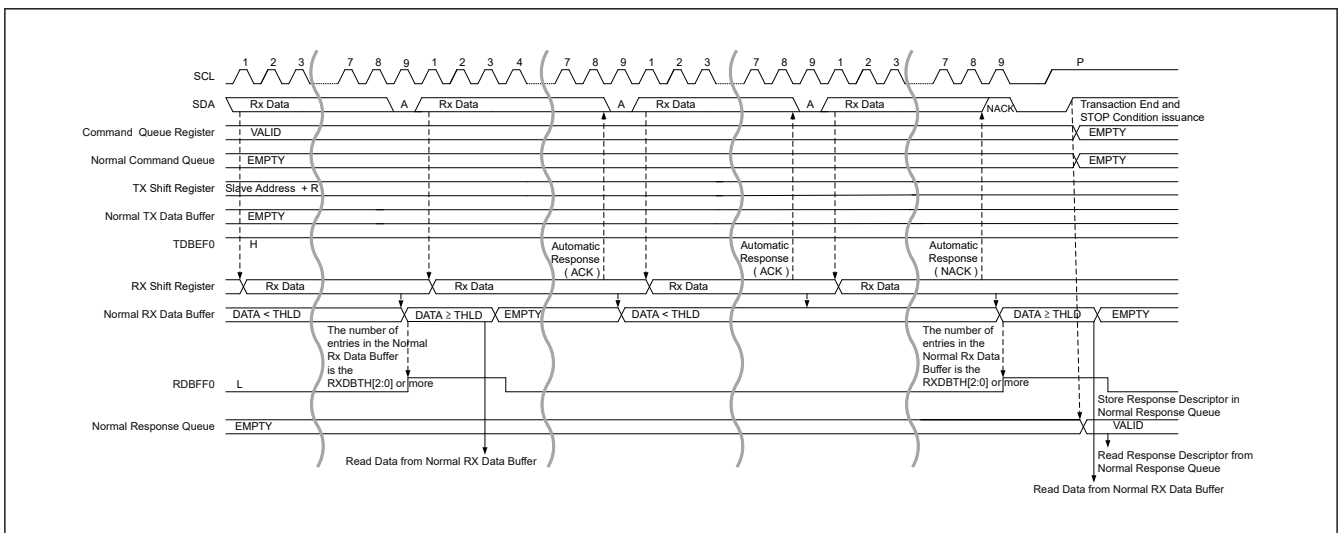 1 2 3 7 8 9 1 2 3 4 7 8 9 1 2 3 7 8 9 1 2 3 7 8 9 P
SCL
SDA Rx Data A Rx Data A Rx Data A Rx Data NACK Transaction End and
STOP Condition issuance
Command Queue Register VALID EMPTY
Normal Command Queue EMPTY EMPTY
TX Shift Register Slave Address + R
Normal TX Data Buffer EMPTY
TDBEF0 H
Automatic
Response
( ACK )
Automatic
Response
( ACK )
Automatic
Response
( NACK )
RX Shift Register Rx Data Rx Data Rx Data Rx Data
Normal RX Data Buffer DATA < THLD DATA ≥ THLD EMPTY DATA < THLD DATA ≥ THLD EMPTY
The number of
entries in the Normal
Rx Data Buffer
is the
RXDBTH[2:0] or more
The number of
entries in the
Normal Rx Data
Buffer is the
RXDBTH[2:0] or more
RDBFF0 L
Store Response Descriptor in
Normal Response Queue
Normal Response Queue EMPTY VALID
Read Data from Normal RX Data Buffer
Read Response Descriptor from
Normal Response Queue
Read Data from Normal RX Data Buffer